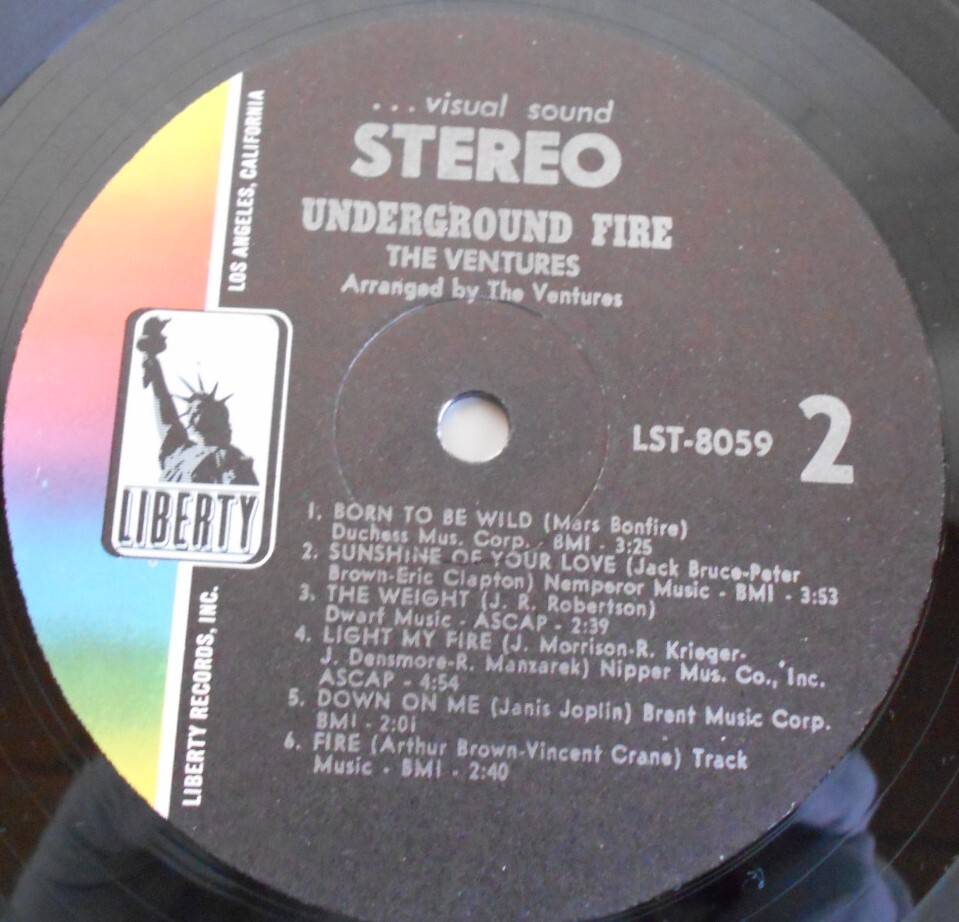 ...visual sound
STEREO
UNDERGROUND FIRE
THE VENTURES
Arranged by The Ventures
LOS ANGELES, CALIFORNIA
LIBERTY
LIBERTY RECORDS, INC.
LST-8059 2
1. BORN TO BE WILD (Mars Bonfire)
Duchess Mus. Corp. - BMI - 3:25
2. SUNSHINE OF YOUR LOVE (Jack Bruce-Peter
Brown-Eric Clapton) Nemperor Music - BMI - 3:53
3. THE WEIGHT (J. R. Robertson)
Dwarf Music - ASCAP - 2:39
4. LIGHT MY FIRE (J. Morrison-R. Krieger-
J. Densmore-R. Manzarek) Nipper Mus. Co., Inc.
ASCAP - 4:54
5. DOWN ON ME (Janis Joplin) Brent Music Corp.
BMI - 2:01
6. FIRE (Arthur Brown-Vincent Crane) Track
Music - BMI - 2:40